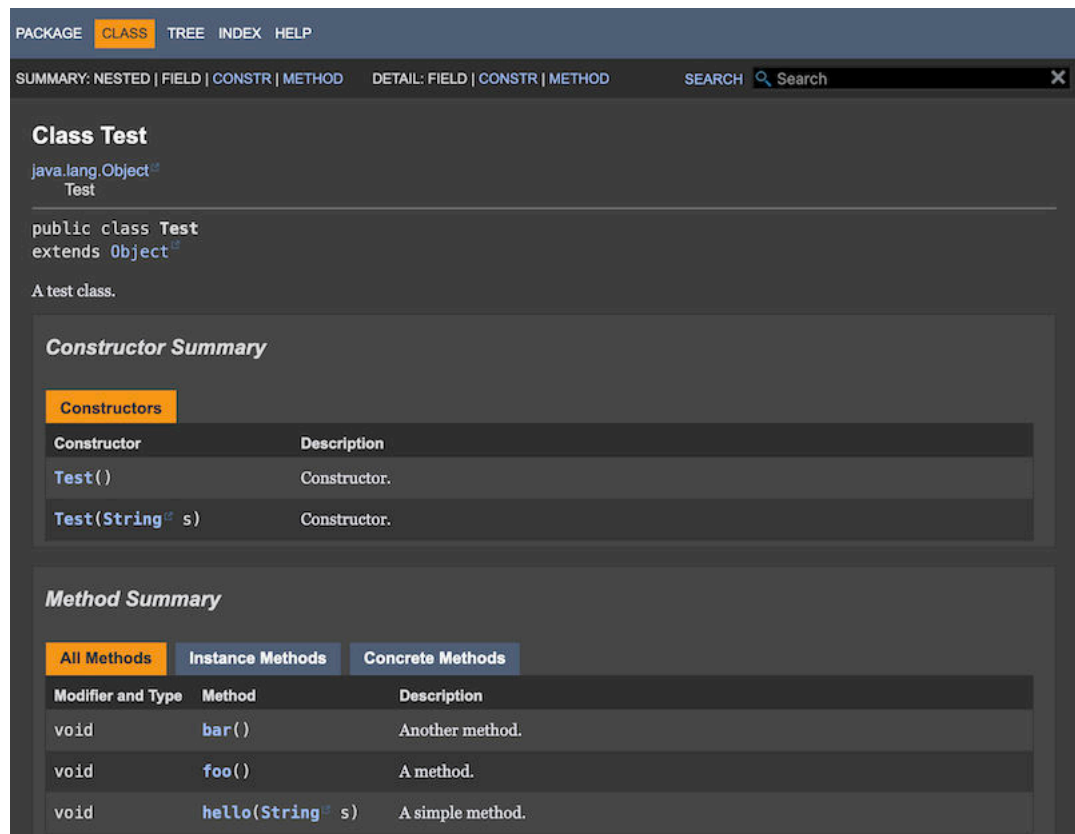 PACKAGE CLASS TREE INDEX HELP
SUMMARY: NESTED | FIELD | CONSTR | METHOD DETAIL: FIELD | CONSTR | METHOD SEARCH Search
Class Test
java.lang.Object
Test
public class Test
extends Object
A test class.
Constructor Summary
Constructors
Constructor Description
Test() Constructor.
Test(String s) Constructor.
Method Summary
All Methods Instance Methods Concrete Methods
Modifier and Type Method Description
void bar() Another method.
void foo() A method.
void hello(String s) A simple method.